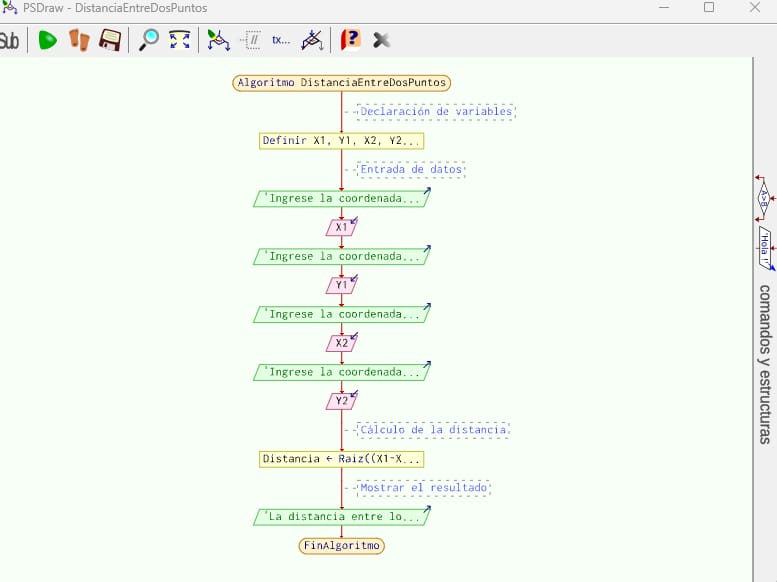 PSDraw - DistanciaEntreDosPuntos
Sub
tx...
Algoritmo DistanciaEntreDosPuntos
Declaración de variables
Definir X1, Y1, X2, Y2...
Entrada de datos
'Ingrese la coordenada...
X1
'Ingrese la coordenada...
Y1
'Ingrese la coordenada...
X2
'Ingrese la coordenada...
Y2
Cálculo de la distancia
Distancia ← Raiz((X1-X...
Mostrar el resultado
'La distancia entre lo...
FinAlgoritmo
A>B
'Hola !'
comandos y estructuras